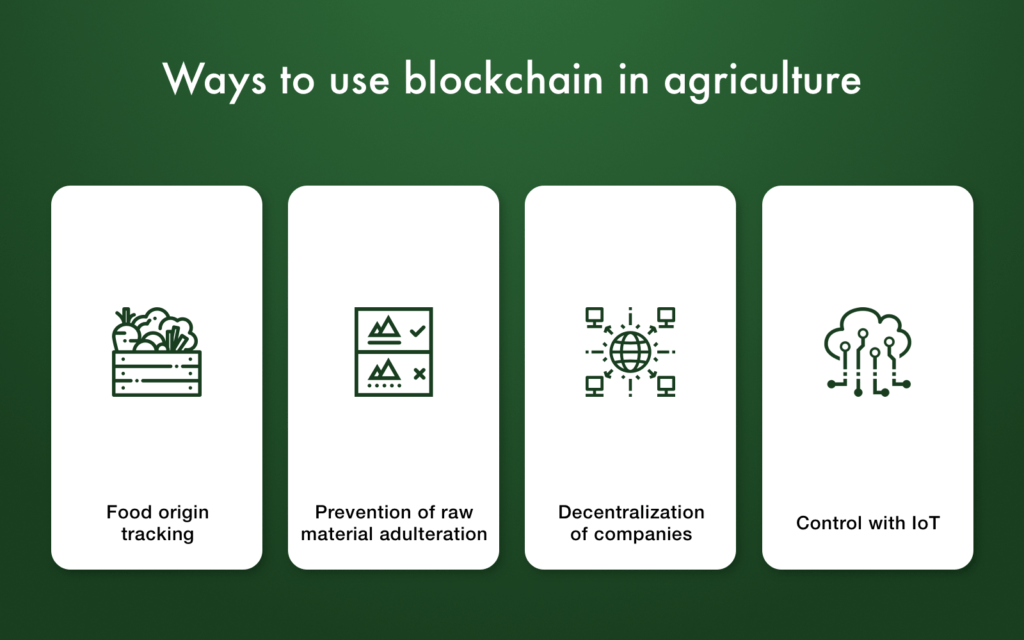 Ways to use blockchain in agriculture
Food origin
tracking
Prevention of raw
material adulteration
Decentralization
of companies
Control with IoT